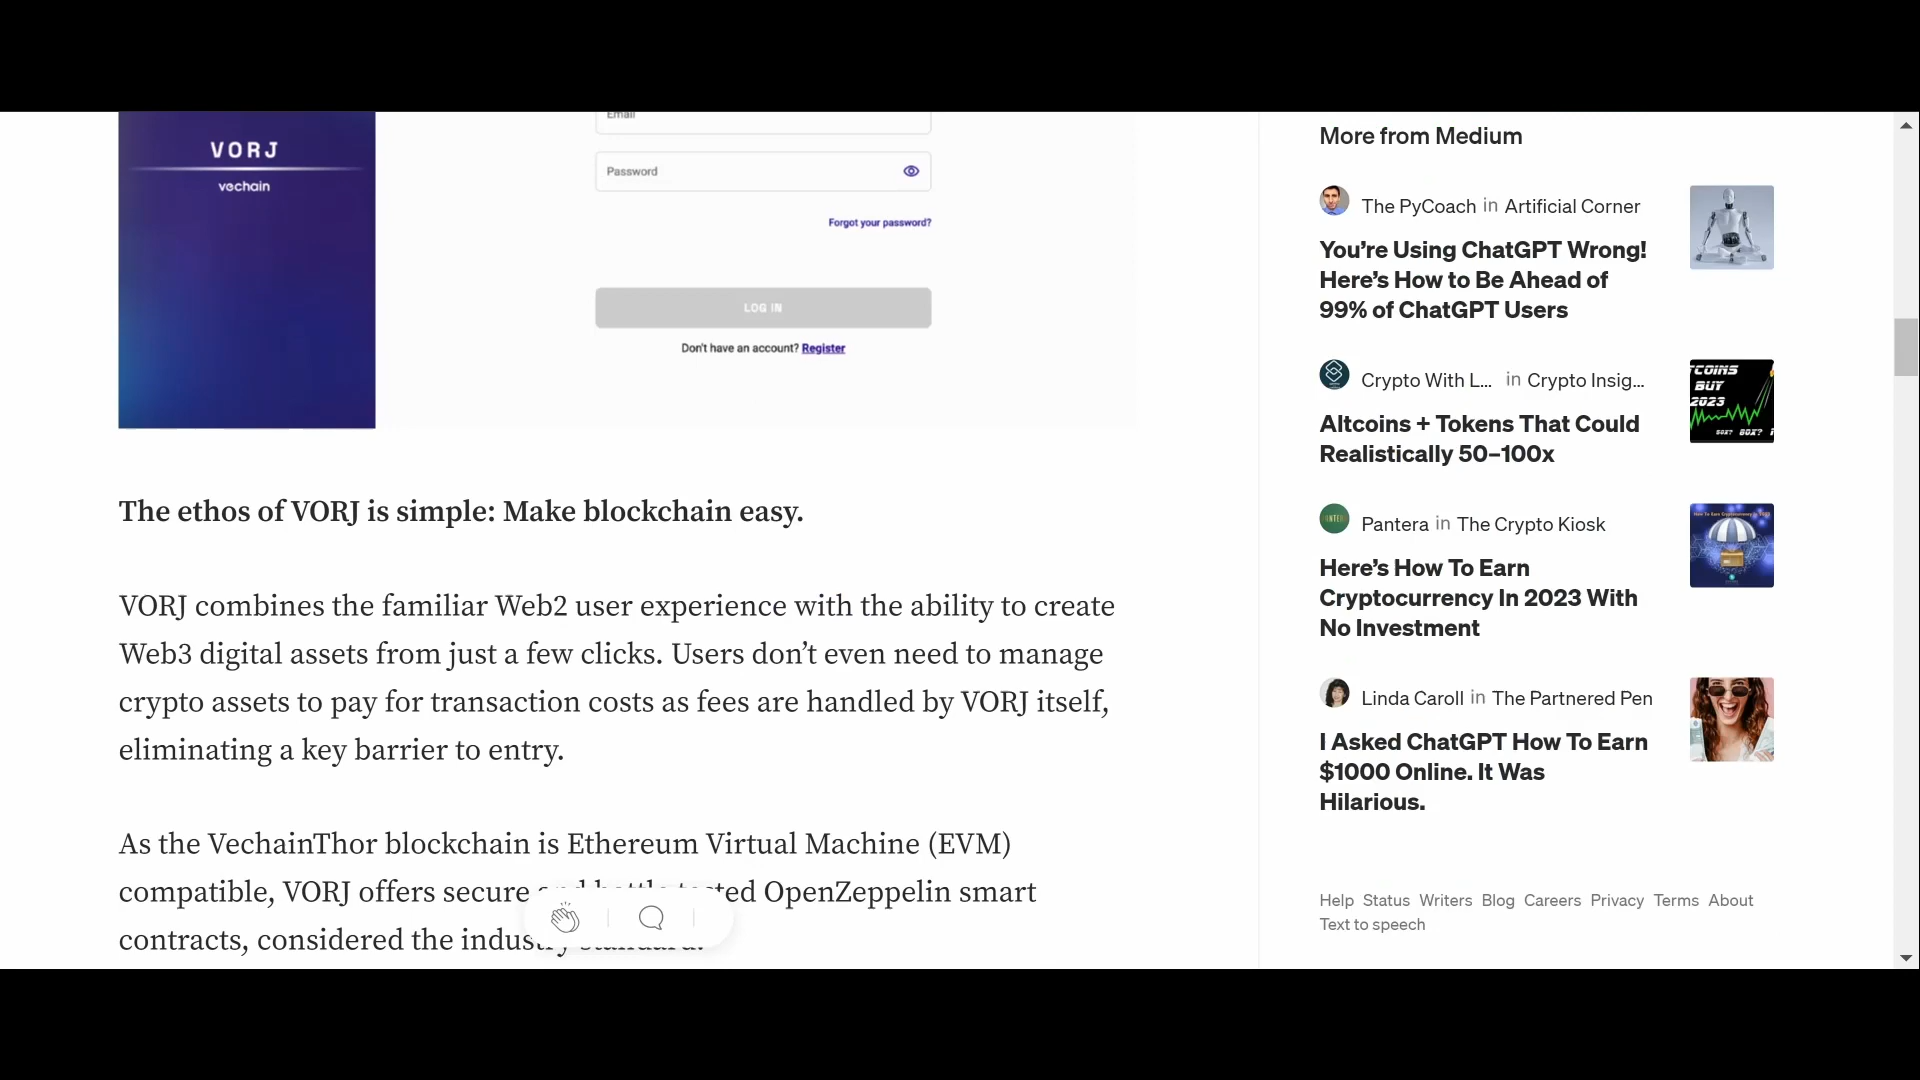 VORJ
vechain
Email
Password
Forgot your password?
LOG IN
Don't have an account? Register
The ethos of VORJ is simple: Make blockchain easy.
VORJ combines the familiar Web2 user experience with the ability to create
Web3 digital assets from just a few clicks. Users don’t even need to manage
crypto assets to pay for transaction costs as fees are handled by VORJ itself,
eliminating a key barrier to entry.
As the VechainThor blockchain is Ethereum Virtual Machine (EVM)
compatible, VORJ offers secure and battle tested OpenZeppelin smart
contracts, considered the industry standard.
More from Medium
The PyCoach in Artificial Corner
You’re Using ChatGPT Wrong!
Here’s How to Be Ahead of
99% of ChatGPT Users
Crypto With L... in Crypto Insig...
Altcoins + Tokens That Could
Realistically 50–100x
TCOINS
BUY
2023
50X? 80X?
Pantera in The Crypto Kiosk
Here’s How To Earn
Cryptocurrency In 2023 With
No Investment
Linda Caroll in The Partnered Pen
I Asked ChatGPT How To Earn
$1000 Online. It Was
Hilarious.
Help Status Writers Blog Careers Privacy Terms About
Text to speech